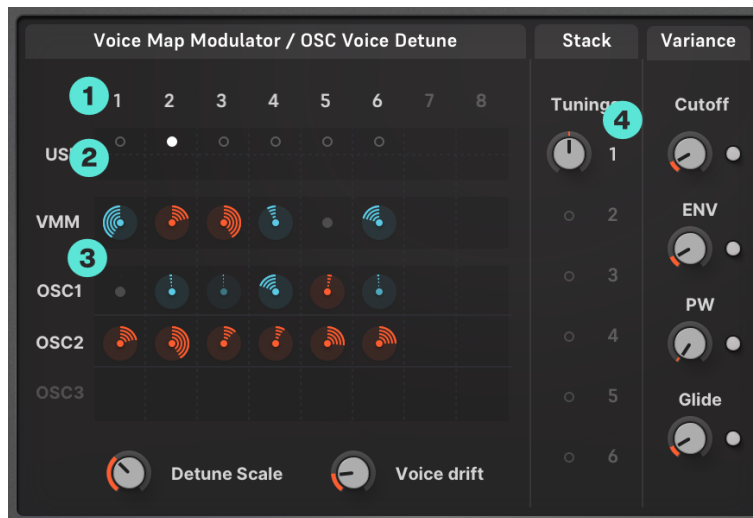 Voice Map Modulator / OSC Voice Detune
Stack
Variance
1
1 2 3 4 5 6 7 8
Cutoff
4
2
VMM
3
OSC1
OSC2
OSC3
1
2
3
4
5
6
ENV
PW
Glide
Detune Scale
Voice drift